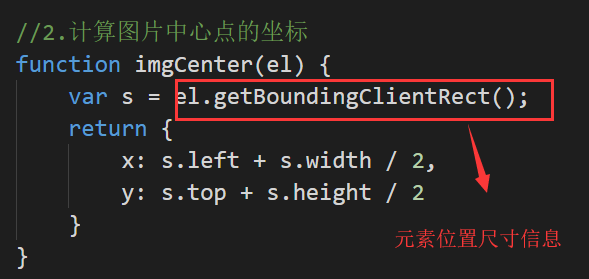 //2.计算图片中心点的坐标
function imgCenter(el) {
    var s = el.getBoundingClientRect();
    return {
        x: s.left + s.width / 2,
        y: s.top + s.height / 2
    }
}
元素位置尺寸信息